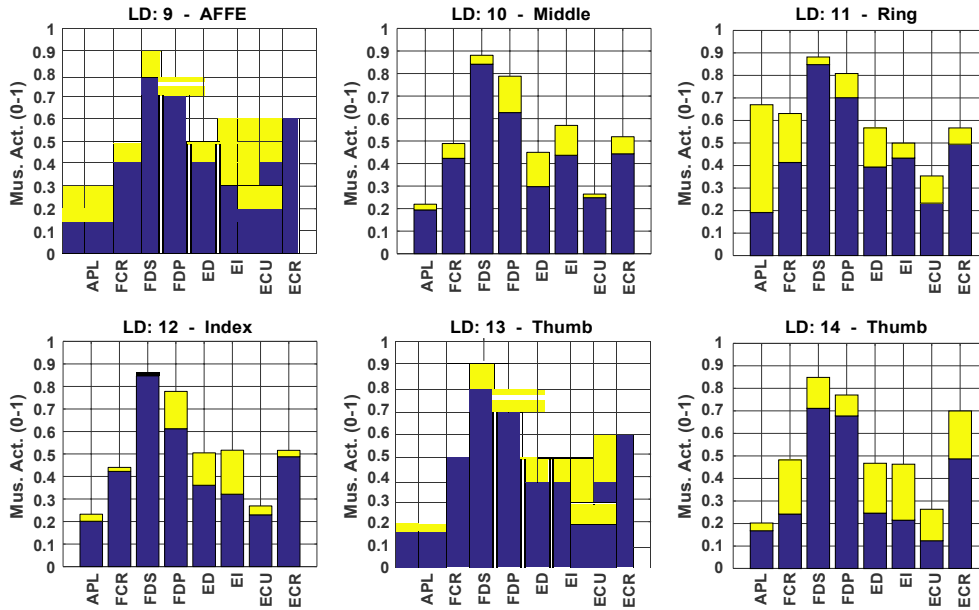 LD: 9 - AFFE
Mus. Act. (0-1)
1
0.9
0.8
0.7
0.6
0.5
0.4
0.3
0.2
0.1
0
APL
FCR
FDS
FDP
ED
EI
ECU
ECR
LD: 10 - Middle
Mus. Act. (0-1)
1
0.9
0.8
0.7
0.6
0.5
0.4
0.3
0.2
0.1
0
APL
FCR
FDS
FDP
ED
EI
ECU
ECR
LD: 11 - Ring
Mus. Act. (0-1)
1
0.9
0.8
0.7
0.6
0.5
0.4
0.3
0.2
0.1
0
APL
FCR
FDS
FDP
ED
EI
ECU
ECR
LD: 12 - Index
Mus. Act. (0-1)
1
0.9
0.8
0.7
0.6
0.5
0.4
0.3
0.2
0.1
0
APL
FCR
FDS
FDP
ED
EI
ECU
ECR
LD: 13 - Thumb
Mus. Act. (0-1)
1
0.9
0.8
0.7
0.6
0.5
0.4
0.3
0.2
0.1
0
APL
FCR
FDS
FDP
ED
EI
ECU
ECR
LD: 14 - Thumb
Mus. Act. (0-1)
1
0.9
0.8
0.7
0.6
0.5
0.4
0.3
0.2
0.1
0
APL
FCR
FDS
FDP
ED
EI
ECU
ECR